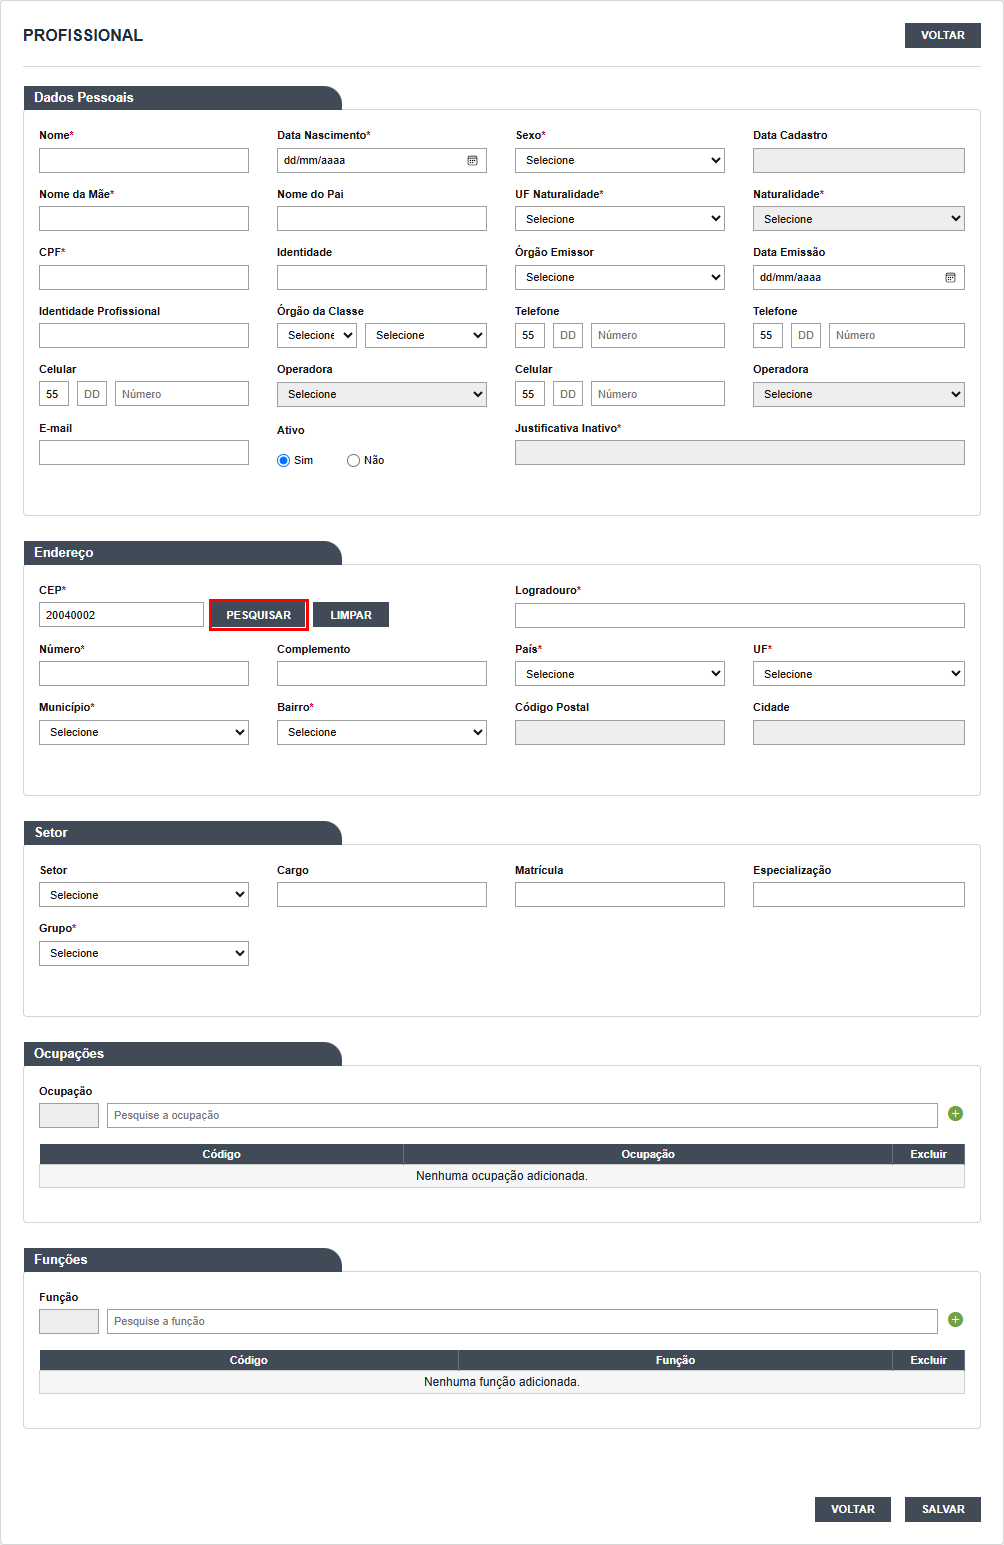 PROFISSIONAL VOLTAR
Dados Pessoais
Nome* Data Nascimento* Sexo* Data Cadastro
dd/mm/aaaa Selecione
Nome da Mãe* Nome do Pai UF Naturalidade* Naturalidade*
Selecione Selecione
CPF* Identidade Órgão Emissor Data Emissão
Selecione dd/mm/aaaa
Identidade Profissional Órgão da Classe Telefone Telefone
Selecione Selecione 55 DD Número 55 DD Número
Celular Operadora Celular Operadora
55 DD Número Selecione 55 DD Número Selecione
E-mail Ativo Justificativa Inativo*
Sim Não
Endereço
CEP* Logradouro*
20040002 PESQUISAR LIMPAR
Número* Complemento País* UF*
Selecione Selecione
Município* Bairro* Código Postal Cidade
Selecione Selecione
Setor
Setor Cargo Matrícula Especialização
Selecione
Grupo*
Selecione
Ocupações
Ocupação
Pesquise a ocupação
Código Ocupação Excluir
Nenhuma ocupação adicionada.
Funções
Função
Pesquise a função
Código Função Excluir
Nenhuma função adicionada.
VOLTAR SALVAR